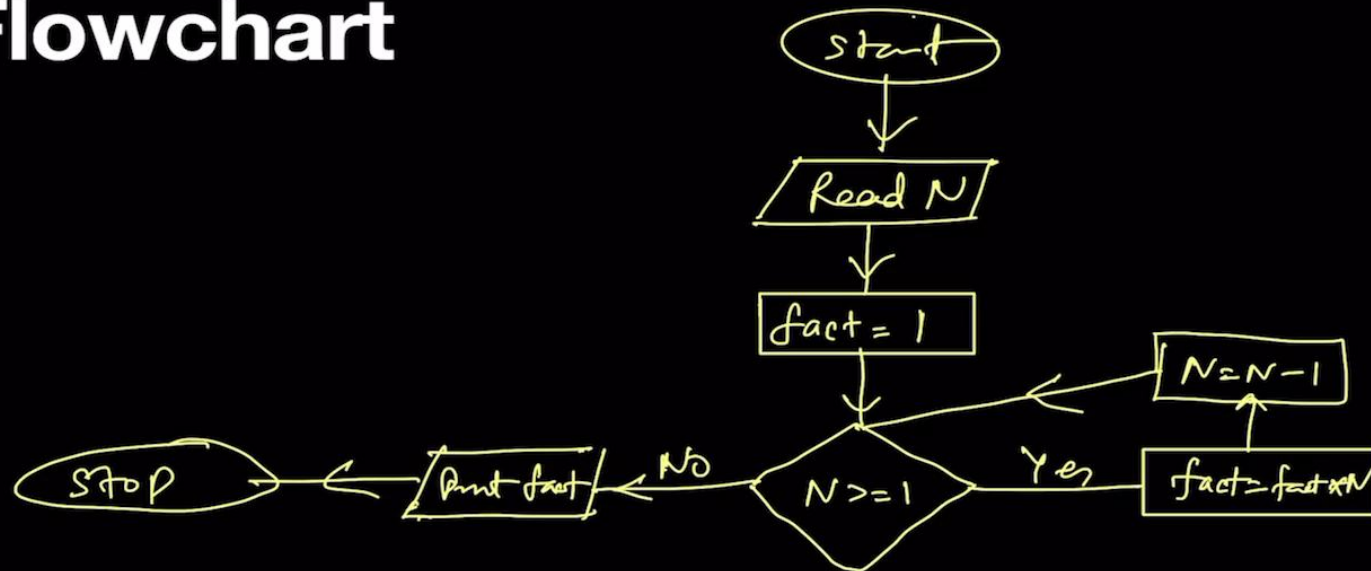 Flowchart
start
Read N
fact = 1
N=N-1
N>=1
Yes
fact=fact*N
No
Print fact
STOP